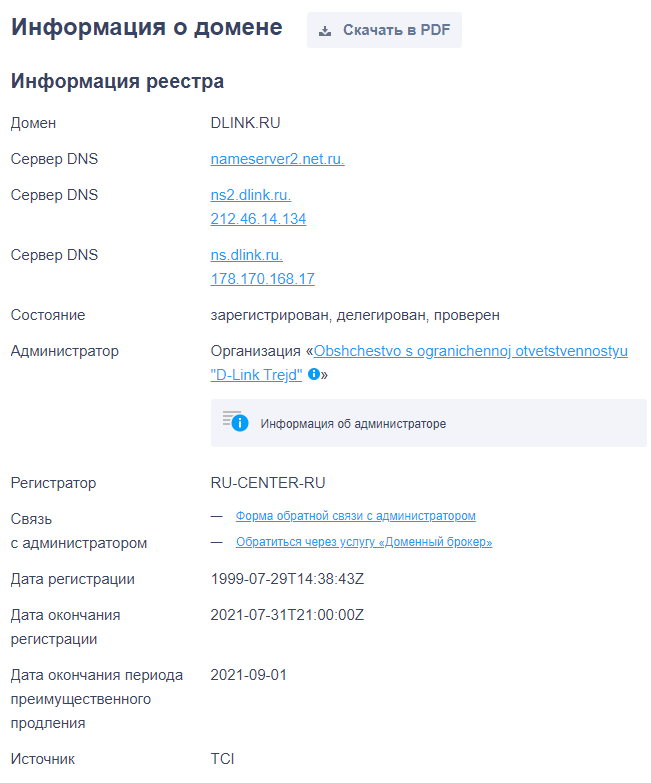 Информация о домене Скачать в PDF
Информация реестра
Домен DLINK.RU
Сервер DNS nameserver2.net.ru.
Сервер DNS ns2.dlink.ru.
212.46.14.134
Сервер DNS ns.dlink.ru.
178.170.168.17
Состояние зарегистрирован, делегирован, проверен
Администратор Организация «Obshchestvo s ogranichennoj otvetstvennostyu
"D-Link Trejd" »
Информация об администраторе
Регистратор RU-CENTER-RU
Связь — Форма обратной связи с администратором
с администратором — Обратиться через услугу «Доменный брокер»
Дата регистрации 1999-07-29T14:38:43Z
Дата окончания 2021-07-31T21:00:00Z
регистрации
Дата окончания периода 2021-09-01
преимущественного
продления
Источник TCI